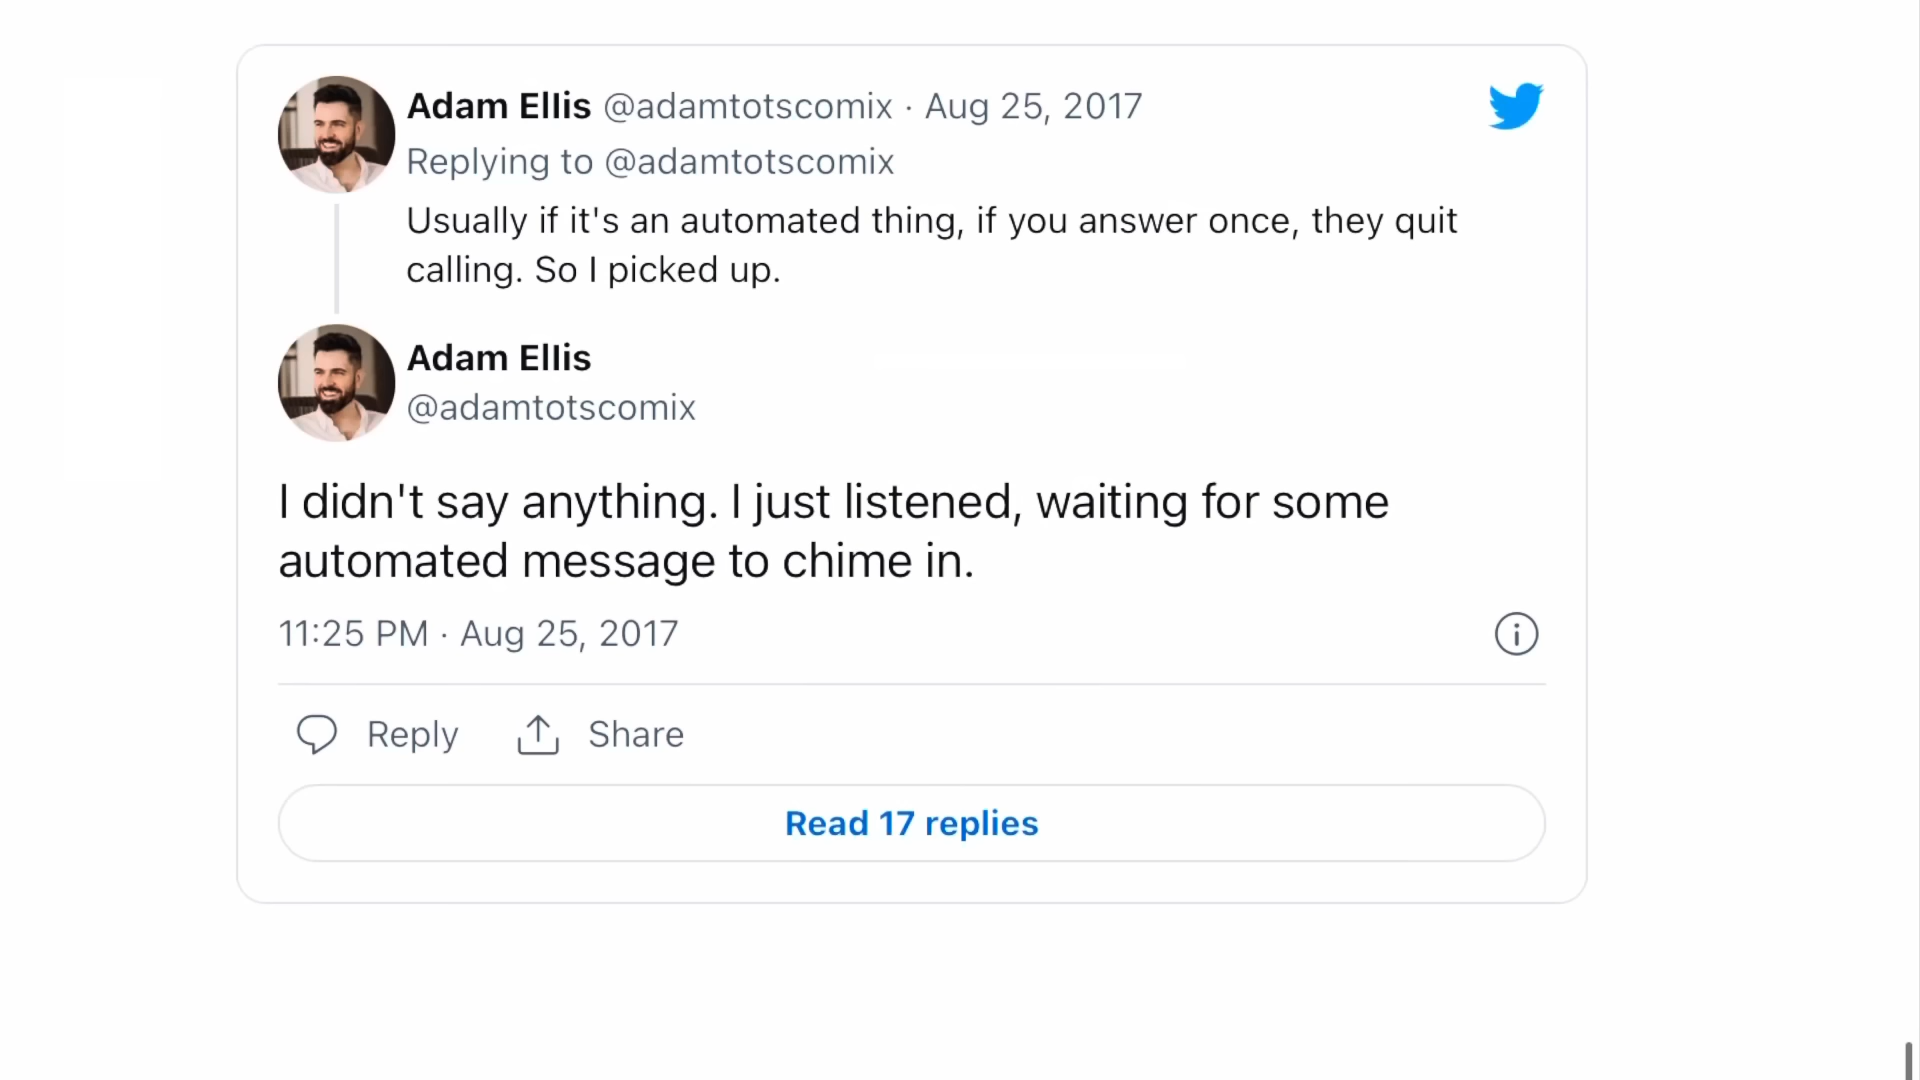 Adam Ellis @adamtotscomix · Aug 25, 2017
Replying to @adamtotscomix
Usually if it's an automated thing, if you answer once, they quit
calling. So I picked up.
Adam Ellis
@adamtotscomix
I didn't say anything. I just listened, waiting for some
automated message to chime in.
11:25 PM · Aug 25, 2017
Reply Share
Read 17 replies